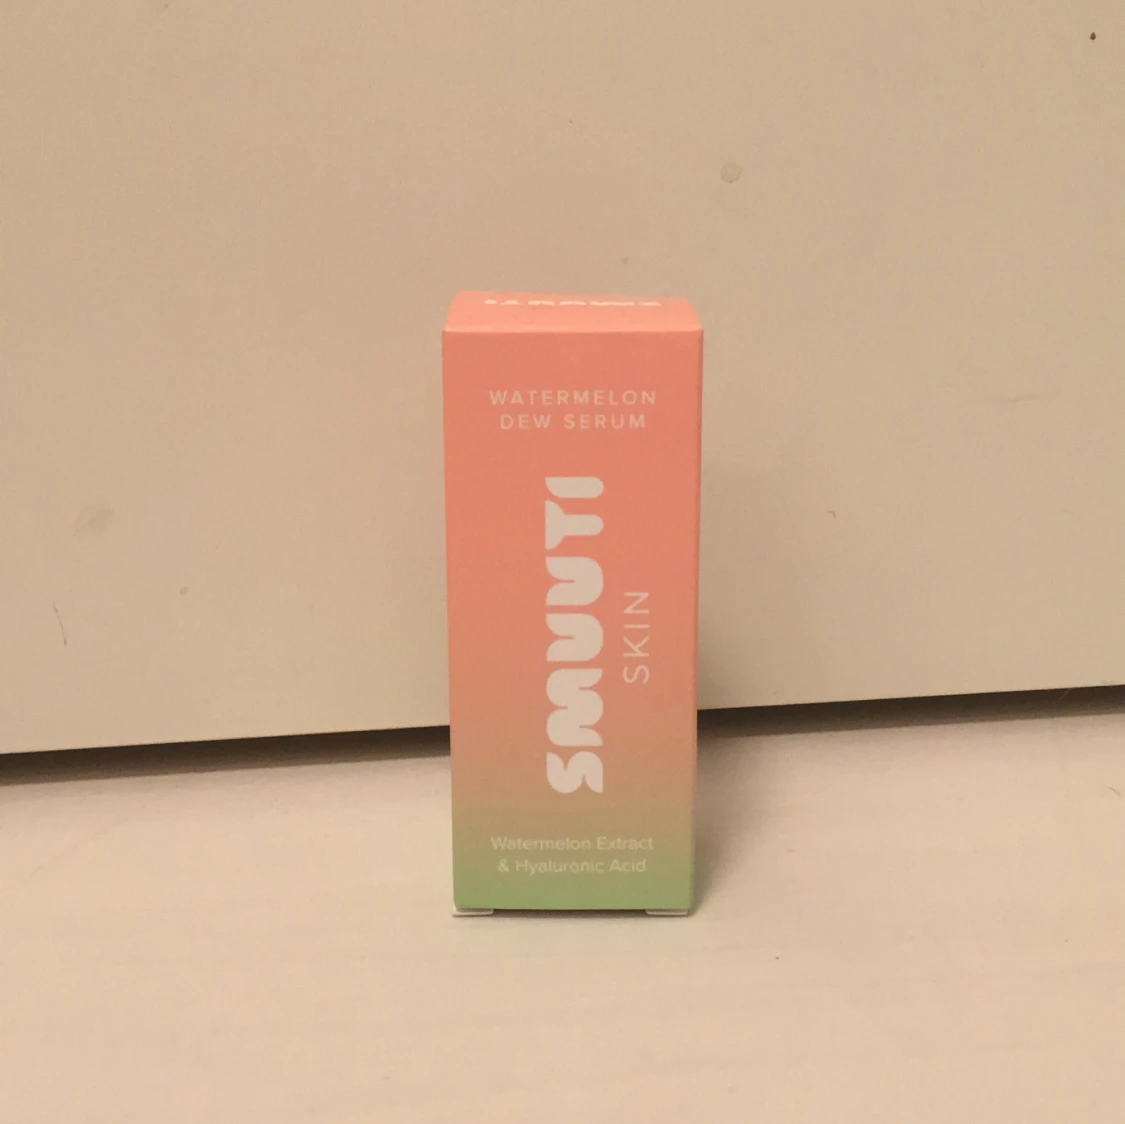 WATERMELON
DEW SERUM
SMUUTI
SKIN
Watermelon Extract
& Hyaluronic Acid